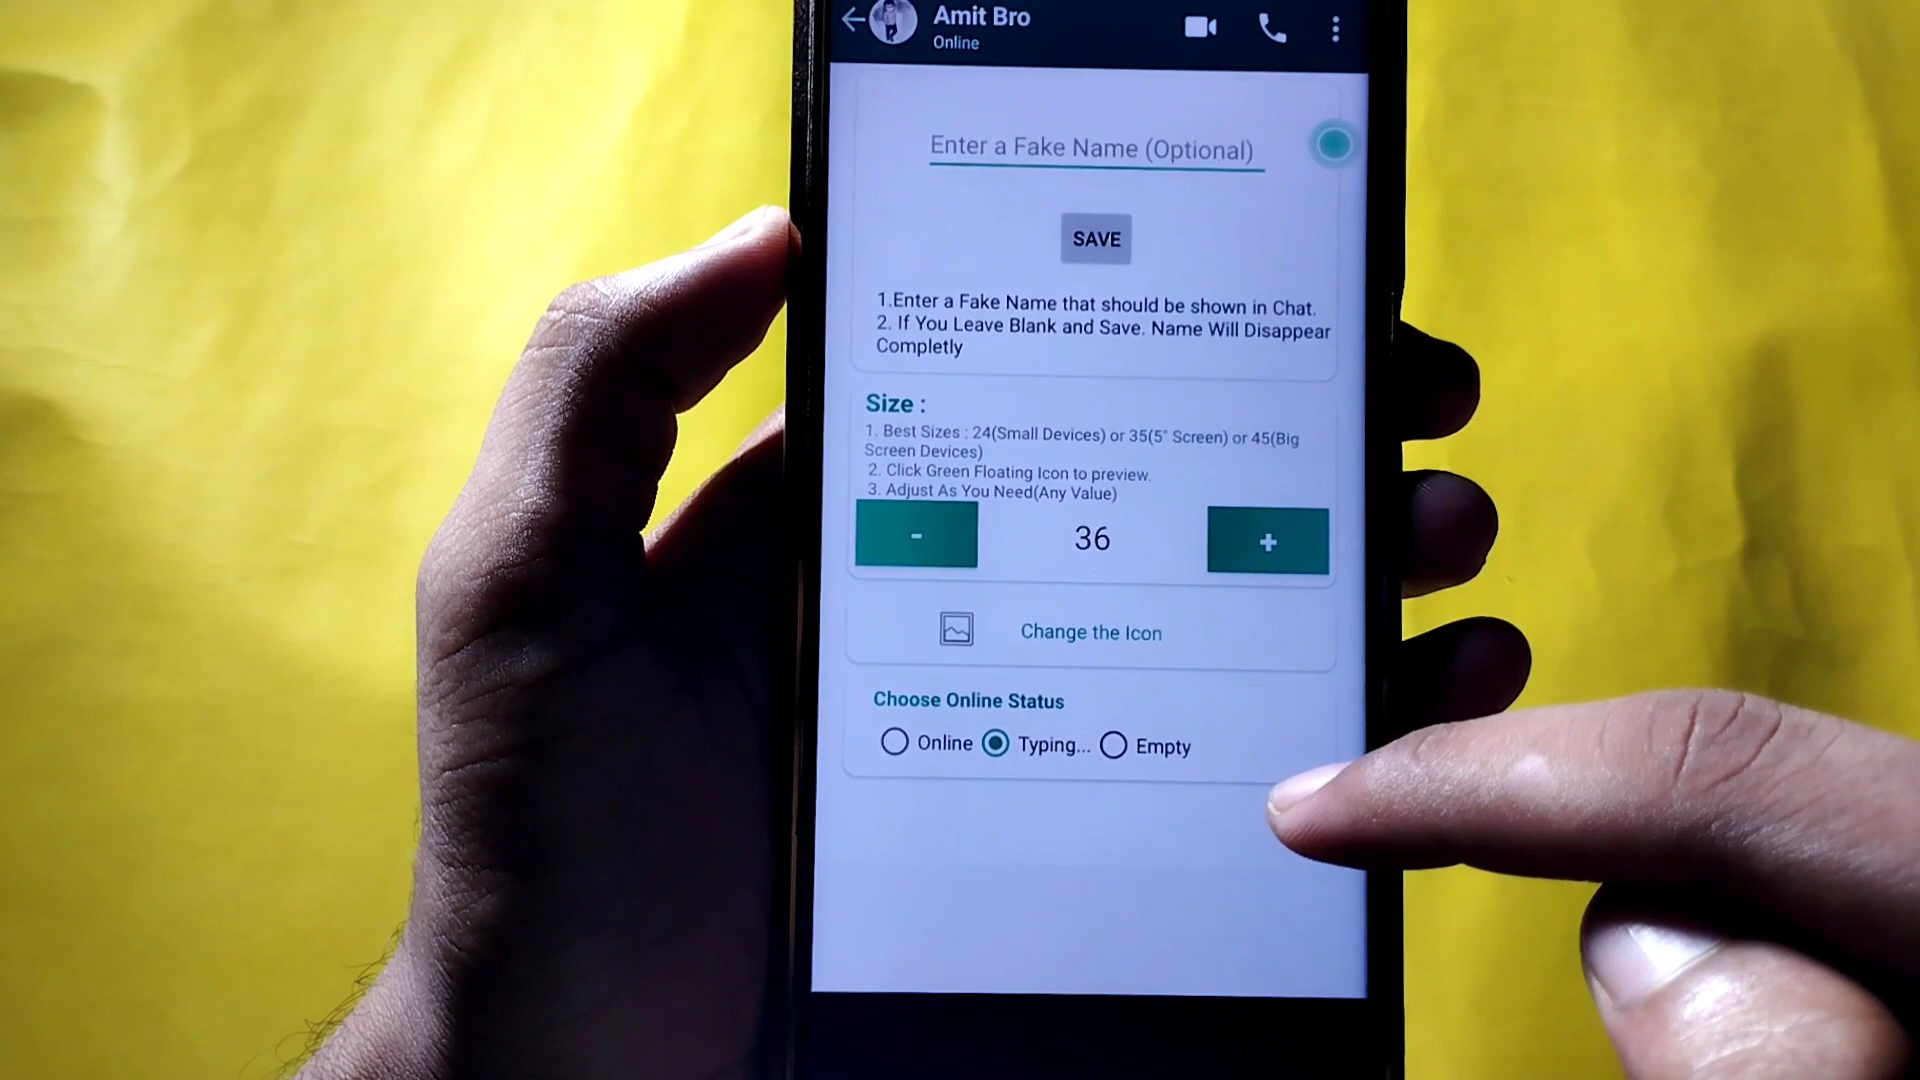 Amit Bro
Online
Enter a Fake Name (Optional)
SAVE
1.Enter a Fake Name that should be shown in Chat.
2. If You Leave Blank and Save. Name Will Disappear
Completly
Size :
1. Best Sizes : 24(Small Devices) or 35(5" Screen) or 45(Big
Screen Devices)
2. Click Green Floating Icon to preview.
3. Adjust As You Need(Any Value)
- 36 +
Change the Icon
Choose Online Status
Online Typing... Empty